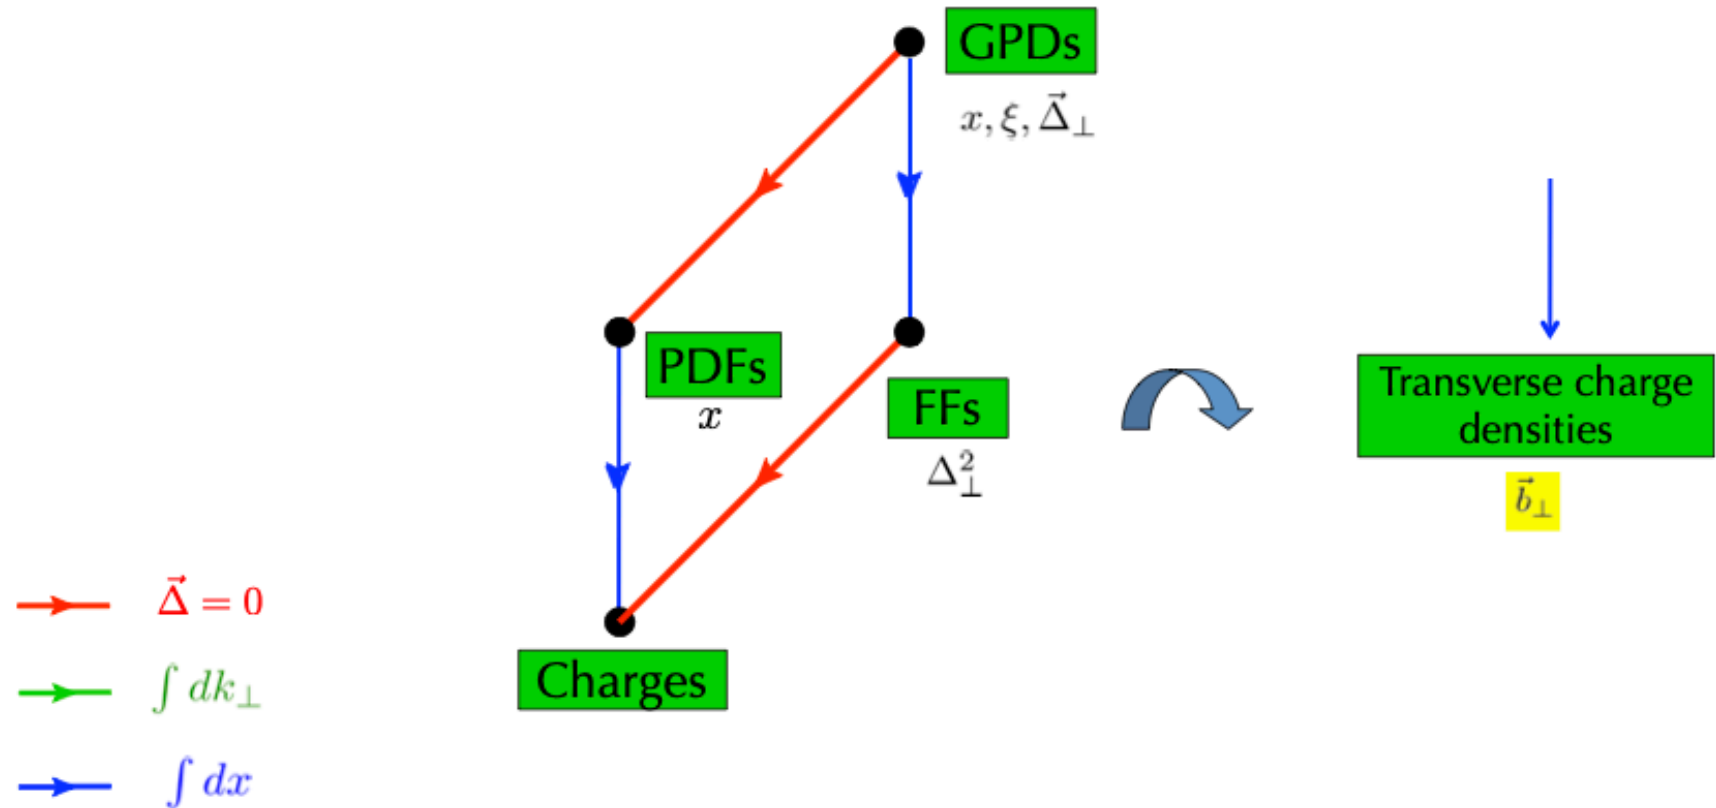 GPDs
x, ξ, Δ⃗⊥
PDFs
x
FFs
Δ²⊥
Transverse charge
densities
b⃗⊥
Charges
Δ⃗ = 0
∫ dk⊥
∫ dx